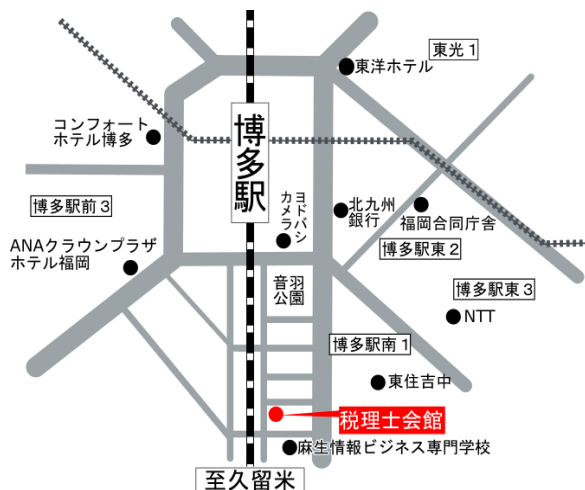 東光1
東洋ホテル
コンフォート
ホテル博多
博多駅
ヨドバシ
カメラ
北九州
銀行
福岡合同庁舎
博多駅前3
博多駅東2
ANAクラウンプラザ
ホテル福岡
音羽
公園
博多駅東3
NTT
博多駅南1
東住吉中
税理士会館
麻生情報ビジネス専門学校
至久留米